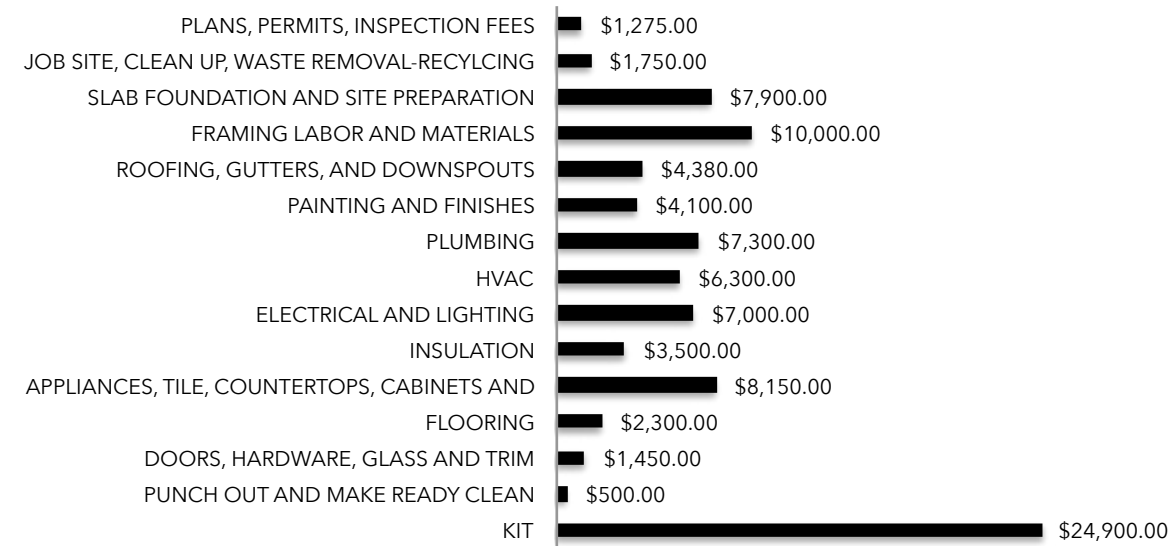 PLANS, PERMITS, INSPECTION FEES $1,275.00
JOB SITE, CLEAN UP, WASTE REMOVAL-RECYLCING $1,750.00
SLAB FOUNDATION AND SITE PREPARATION $7,900.00
FRAMING LABOR AND MATERIALS $10,000.00
ROOFING, GUTTERS, AND DOWNSPOUTS $4,380.00
PAINTING AND FINISHES $4,100.00
PLUMBING $7,300.00
HVAC $6,300.00
ELECTRICAL AND LIGHTING $7,000.00
INSULATION $3,500.00
APPLIANCES, TILE, COUNTERTOPS, CABINETS AND $8,150.00
FLOORING $2,300.00
DOORS, HARDWARE, GLASS AND TRIM $1,450.00
PUNCH OUT AND MAKE READY CLEAN $500.00
KIT $24,900.00